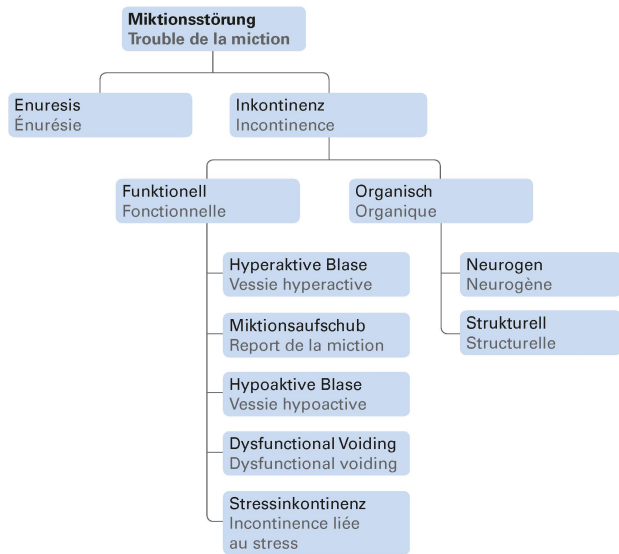 Miktionsstörung
Trouble de la miction
Enuresis
Énurésie
Inkontinenz
Incontinence
Funktionell
Fonctionnelle
Organisch
Organique
Hyperaktive Blase
Vessie hyperactive
Neurogen
Neurogène
Miktionsaufschub
Report de la miction
Strukturell
Structurelle
Hypoaktive Blase
Vessie hypoactive
Dysfunctional Voiding
Dysfunctional voiding
Stressinkontinenz
Incontinence liée
au stress